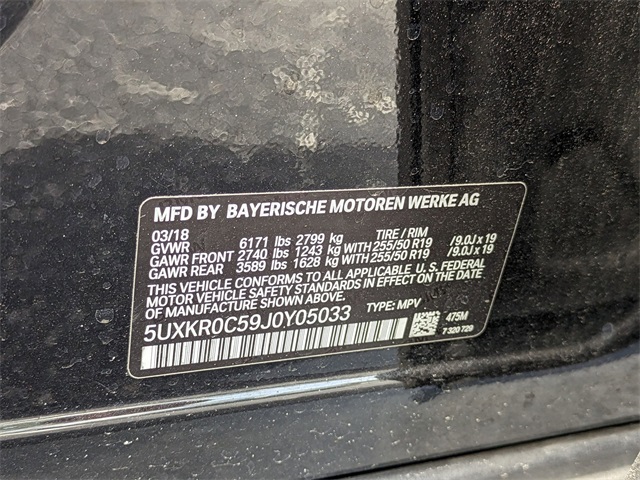 MFD BY BAYERISCHE MOTOREN WERKE AG
03/18
GVWR 6171 lbs 2799 kg TIRE / RIM
GAWR FRONT 2740 lbs 1243 kg WITH 255/50 R19 /9.0J x 19
GAWR REAR 3589 lbs 1628 kg WITH 255/50 R19 /9.0J x 19
THIS VEHICLE CONFORMS TO ALL APPLICABLE U. S. FEDERAL
MOTOR VEHICLE SAFETY STANDARDS IN EFFECT ON THE DATE
OF MANUFACTURE SHOWN ABOVE.
5UXKR0C59J0Y05033 TYPE: MPV
475M
7 320 729